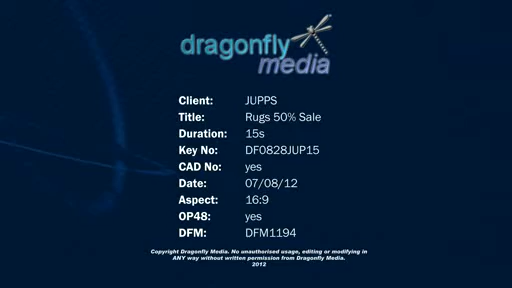 dragonfly
media
Client: JUPPS
Title: Rugs 50% Sale
Duration: 15s
Key No: DF0828JUP15
CAD No: yes
Date: 07/08/12
Aspect: 16:9
OP48: yes
DFM: DFM1194
Copyright Dragonfly Media. No unauthorised usage, editing or modifying in
ANY way without written permission from Dragonfly Media.
2012